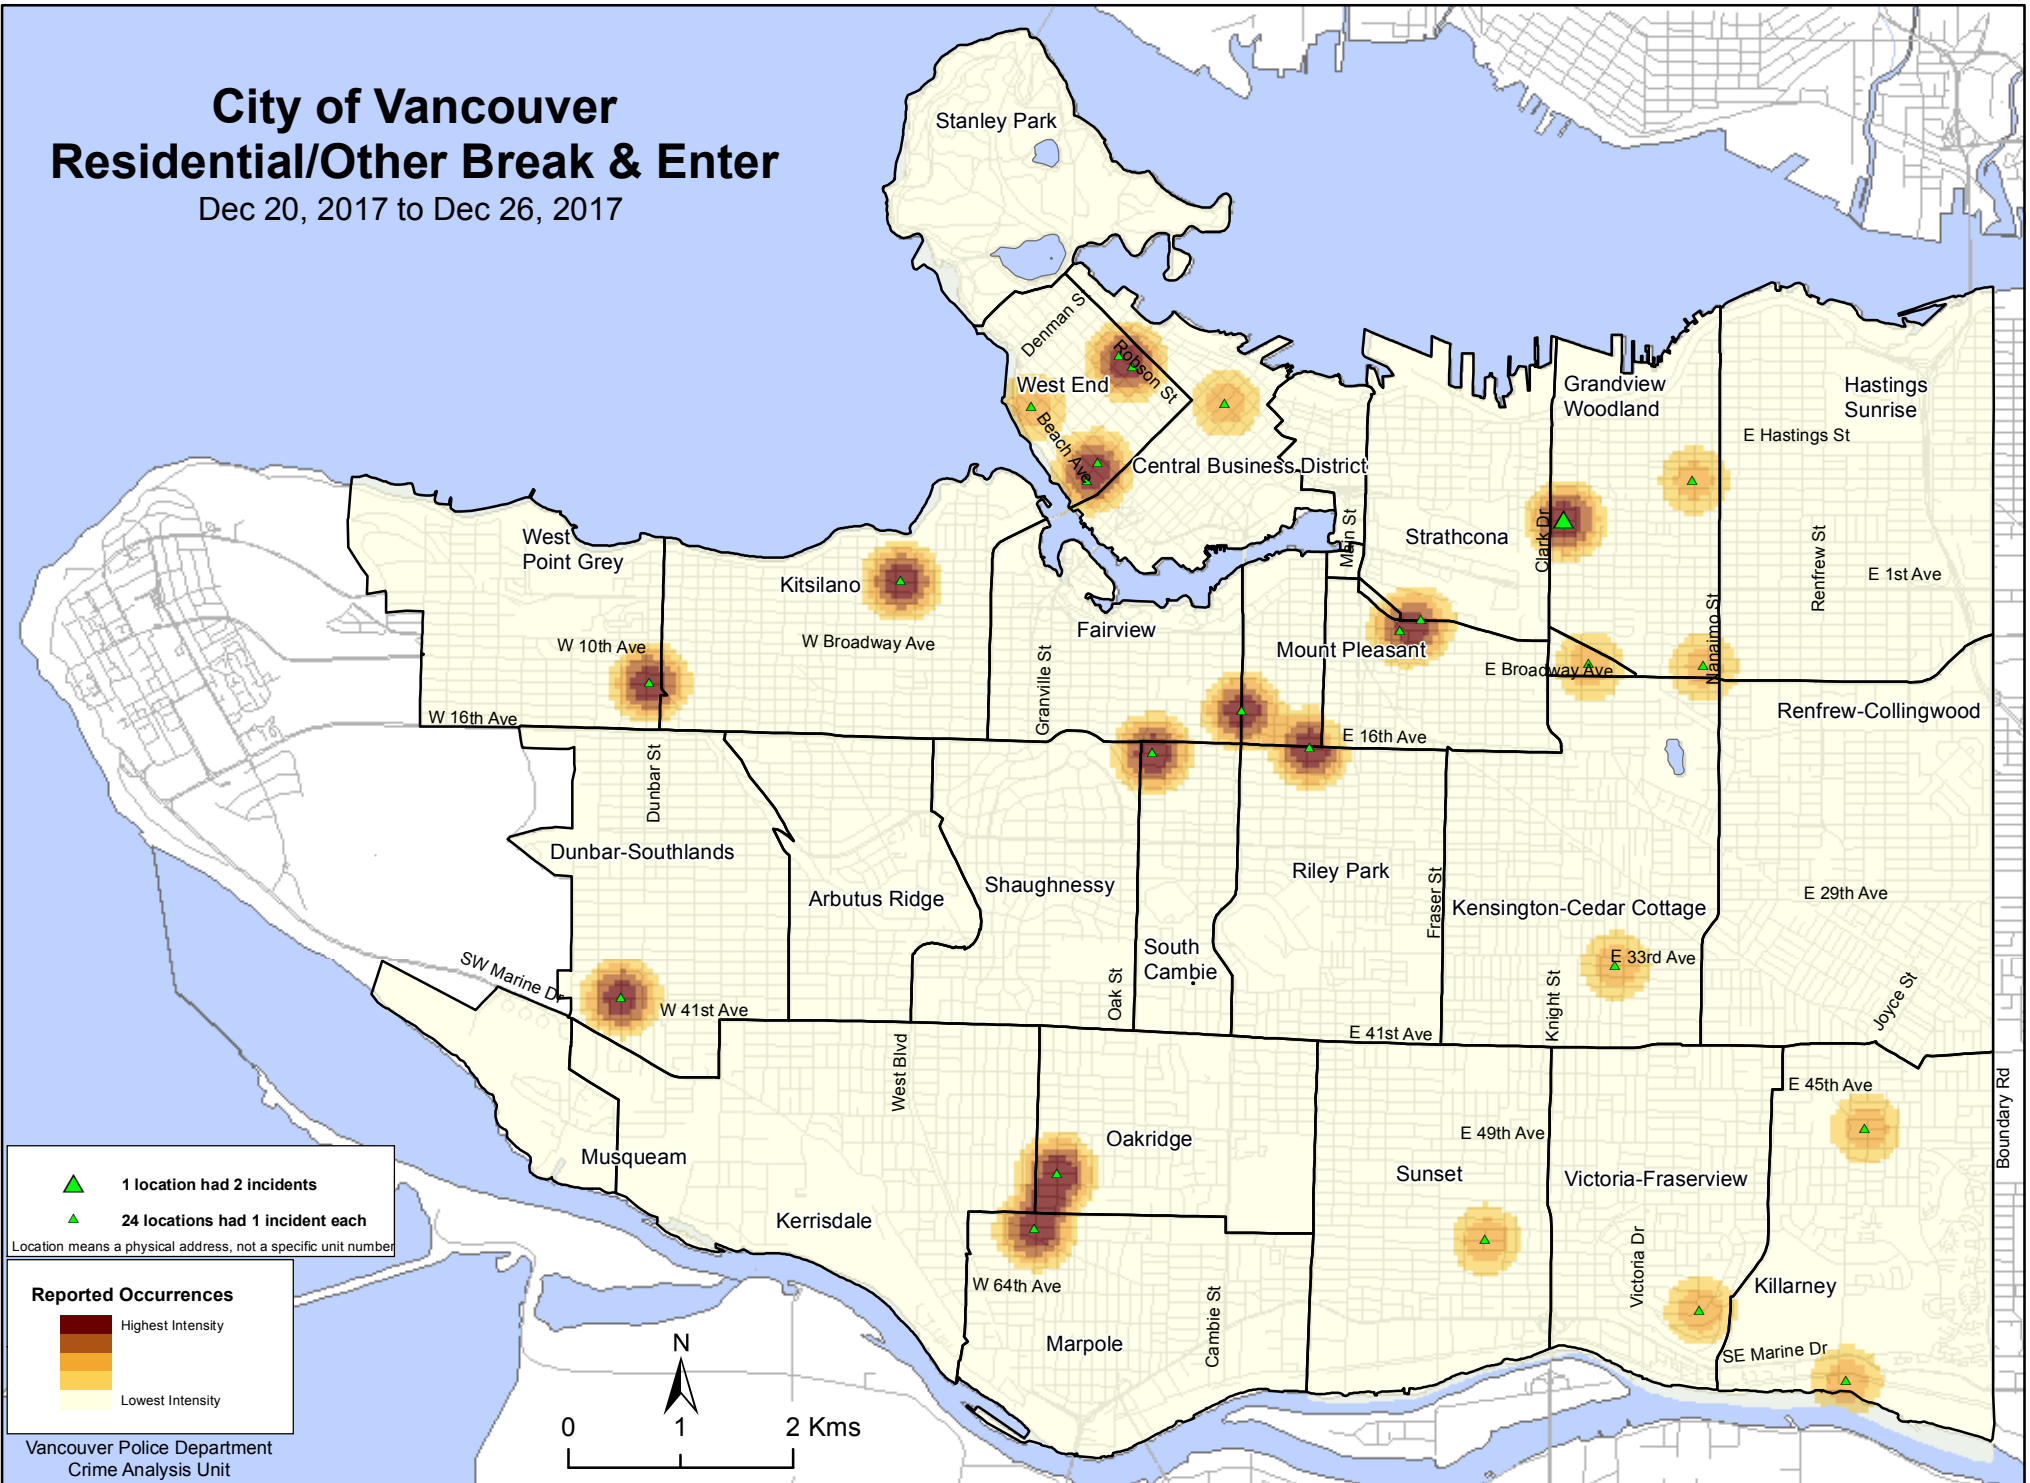 City of Vancouver
Residential/Other Break & Enter
Dec 20, 2017 to Dec 26, 2017
Stanley Park
Denman St
Robson St
West End
Beach Ave
Central Business District
Grandview
Woodland
Hastings
Sunrise
E Hastings St
Main St
Strathcona
Clark Dr
Renfrew St
E 1st Ave
Nanaimo St
West
Point Grey
Kitsilano
W 10th Ave
W Broadway Ave
Fairview
Granville St
Mount Pleasant
E Broadway Ave
W 16th Ave
E 16th Ave
Renfrew-Collingwood
Dunbar St
Dunbar-Southlands
Arbutus Ridge
Shaughnessy
Riley Park
Fraser St
Kensington-Cedar Cottage
E 29th Ave
South
Cambie
E 33rd Ave
SW Marine Dr
W 41st Ave
Oak St
Knight St
Joyce St
E 41st Ave
West Blvd
E 45th Ave
Boundary Rd
Musqueam
Oakridge
E 49th Ave
Sunset
Victoria-Fraserview
Kerrisdale
W 64th Ave
Victoria Dr
Killarney
Marpole
Cambie St
SE Marine Dr
1 location had 2 incidents
24 locations had 1 incident each
Location means a physical address, not a specific unit number
Reported Occurrences
Highest Intensity
Lowest Intensity
Vancouver Police Department
Crime Analysis Unit
N
0 1 2 Kms